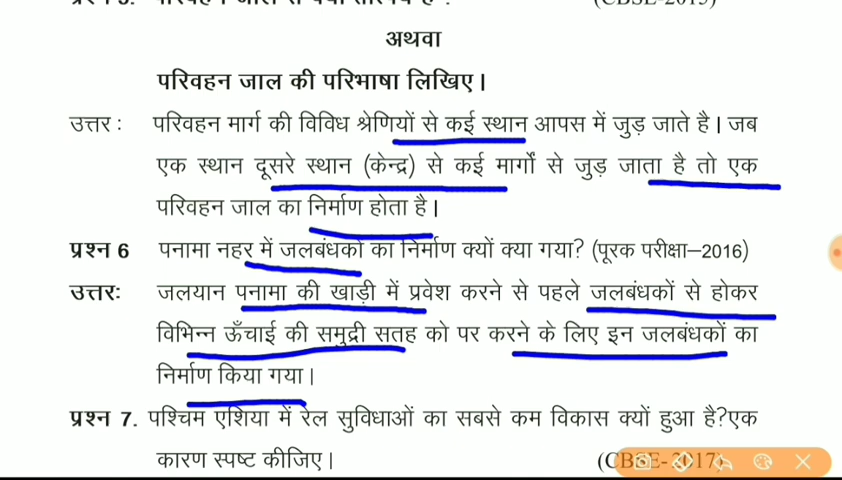 अथवा
परिवहन जाल की परिभाषा लिखिए।
उत्तर : परिवहन मार्ग की विविध श्रेणियों से कई स्थान आपस में जुड़ जाते है। जब
एक स्थान दूसरे स्थान (केन्द्र) से कई मार्गों से जुड़ जाता है तो एक
परिवहन जाल का निर्माण होता है।
प्रश्न 6 पनामा नहर में जलबंधकों का निर्माण क्यों क्या गया? (पूरक परीक्षा–2016)
उत्तरः जलयान पनामा की खाड़ी में प्रवेश करने से पहले जलबंधकों से होकर
विभिन्न ऊँचाई की समुद्री सतह को पर करने के लिए इन जलबंधकों का
निर्माण किया गया।
प्रश्न 7. पश्चिम एशिया में रेल सुविधाओं का सबसे कम विकास क्यों हुआ है?एक
कारण स्पष्ट कीजिए। (CBSE-2017)